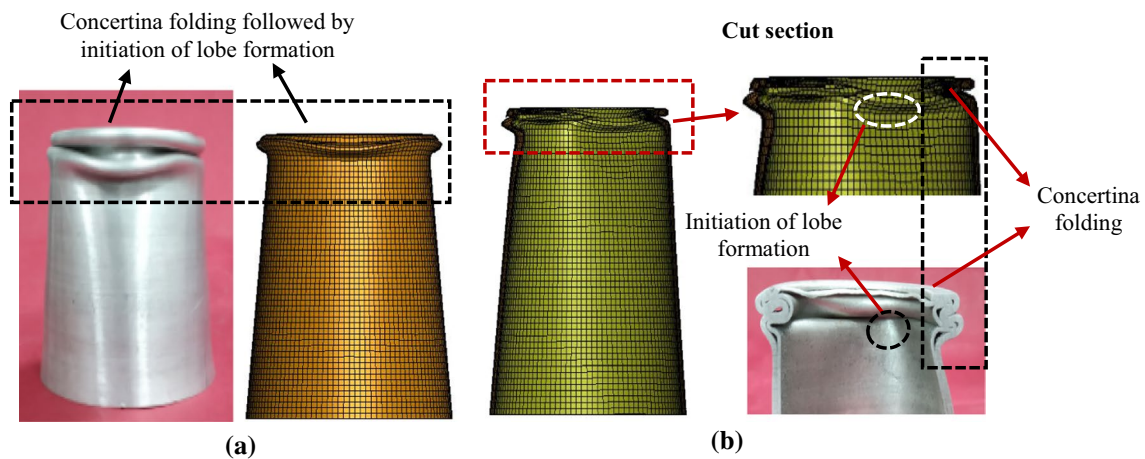 Concertina folding followed by
initiation of lobe formation
Cut section
Initiation of lobe
formation
Concertina
folding
(a)
(b)